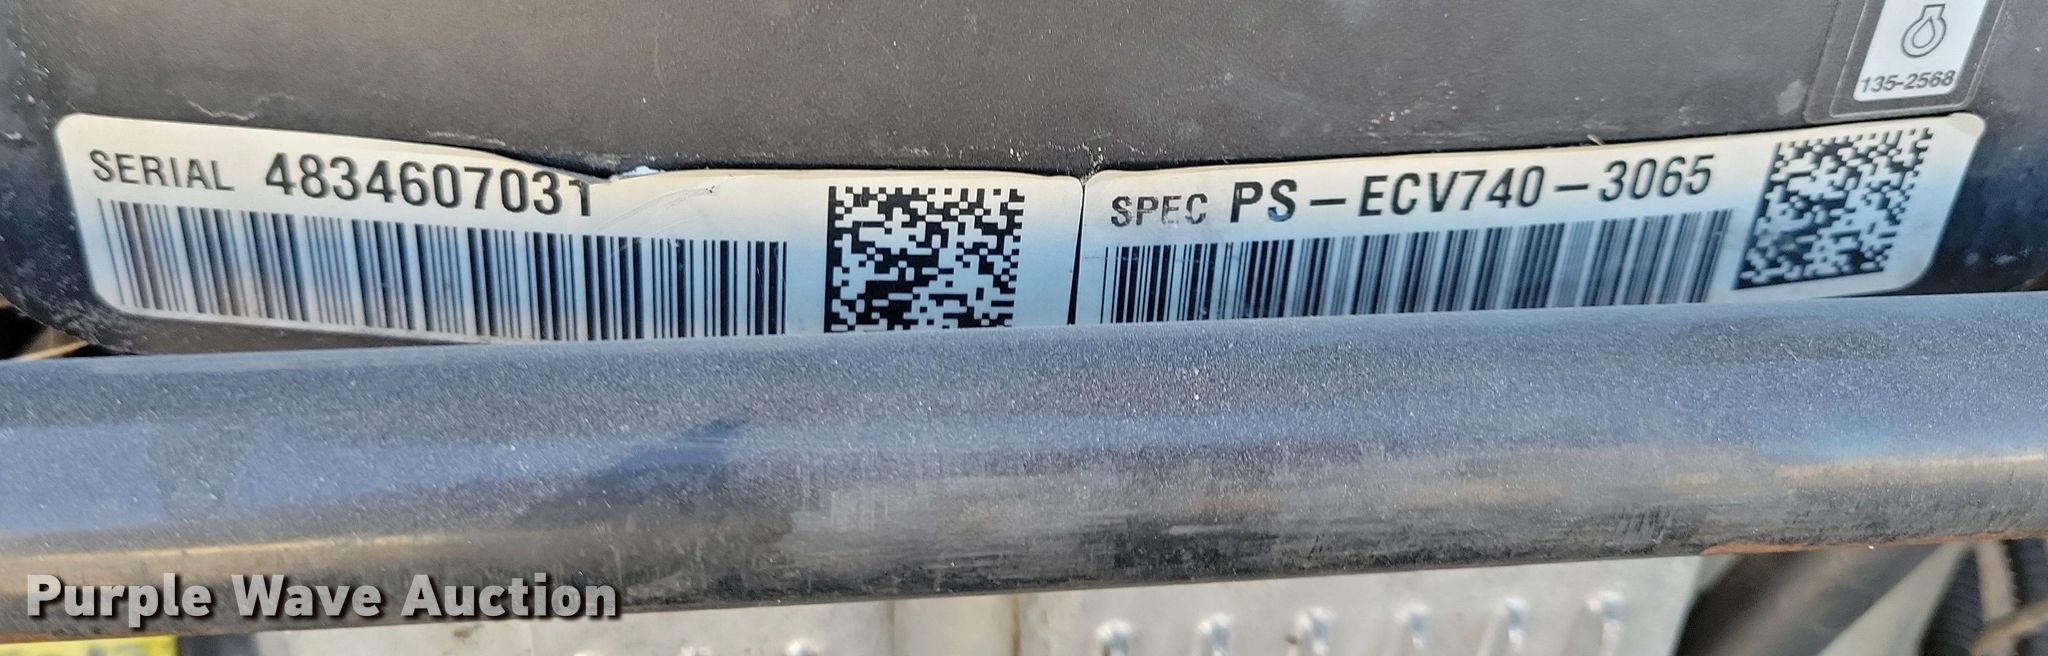 135-2568
SERIAL 4834607031
SPEC PS-ECV740-3065
Purple Wave Auction